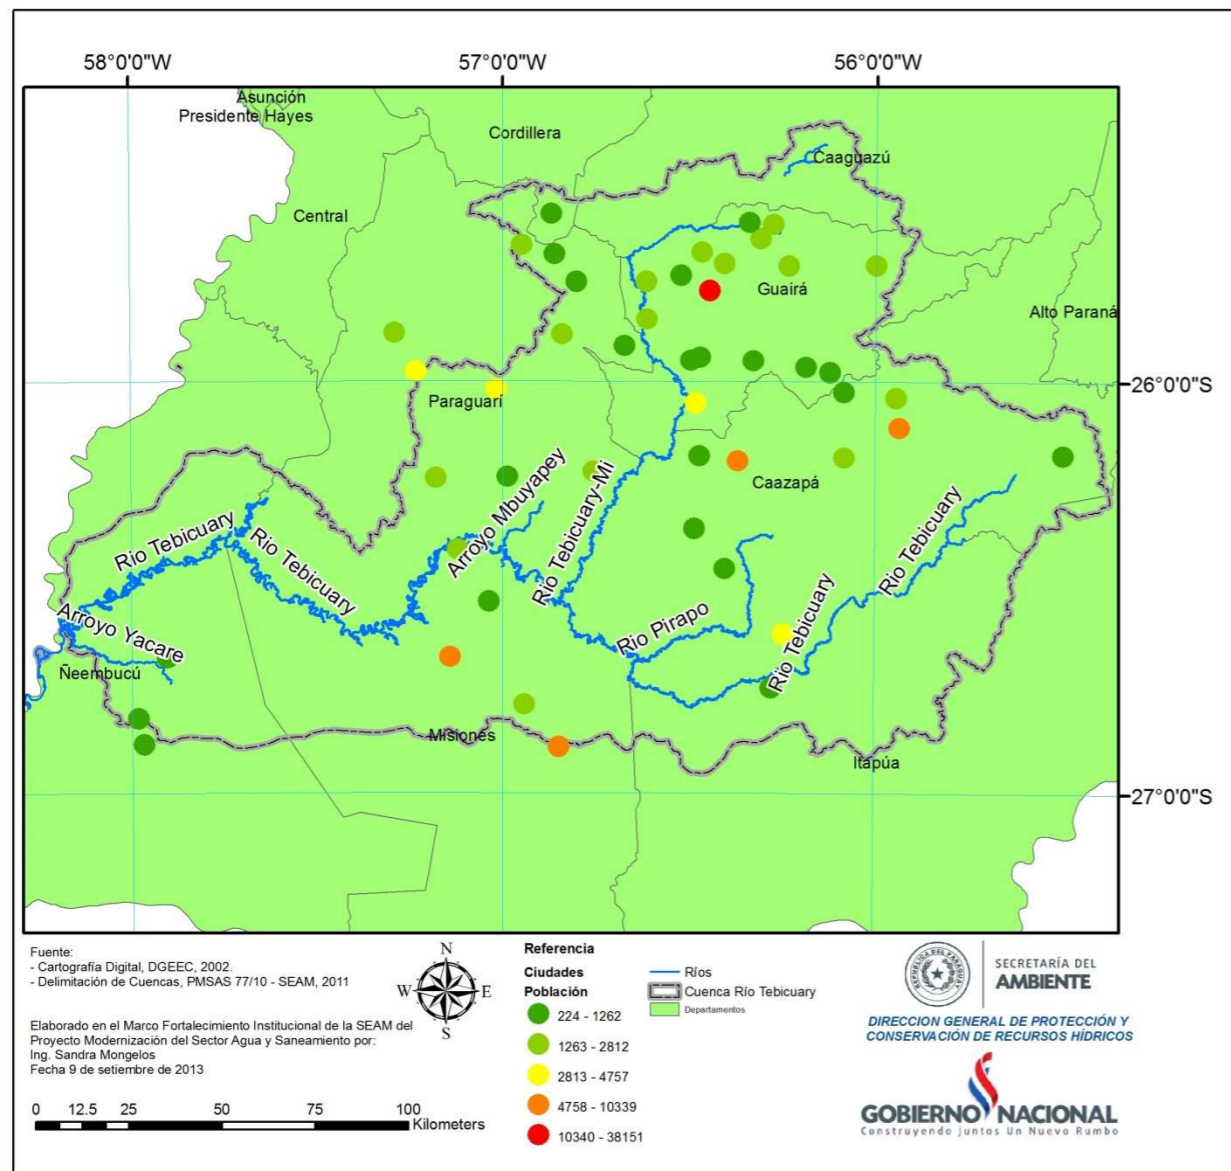 58°0'0"W
57°0'0"W
56°0'0"W
Asunción
Presidente Hayes
Cordillera
Caaguazú
Central
Guairá
Alto Paraná
26°0'0"S
Paraguarí
Caazapá
Arroyo Mbuyapey
Rio Tebicuary-Mi
Rio Tebicuary
Rio Tebicuary
Rio Tebicuary
Rio Tebicuary
Rio Pirapo
Arroyo Yacare
Ñeembucú
Misiones
Itapúa
27°0'0"S
Fuente:
- Cartografía Digital, DGEEC, 2002.
- Delimitación de Cuencas, PMSAS 77/10 - SEAM, 2011
Elaborado en el Marco Fortalecimiento Institucional de la SEAM del
Proyecto Modernización del Sector Agua y Saneamiento por:
Ing. Sandra Mongelos
Fecha 9 de setiembre de 2013
0 12.5 25 50 75 100
Kilometers
N
W E
S
Referencia
Ciudades
Población
224 - 1262
1263 - 2812
2813 - 4757
4758 - 10339
10340 - 38151
Ríos
Cuenca Río Tebicuary
Departamentos
REPUBLICA DEL PARAGUAY
SECRETARÍA DEL
AMBIENTE
DIRECCION GENERAL DE PROTECCIÓN Y
CONSERVACIÓN DE RECURSOS HÍDRICOS
GOBIERNO NACIONAL
Construyendo Juntos Un Nuevo Rumbo